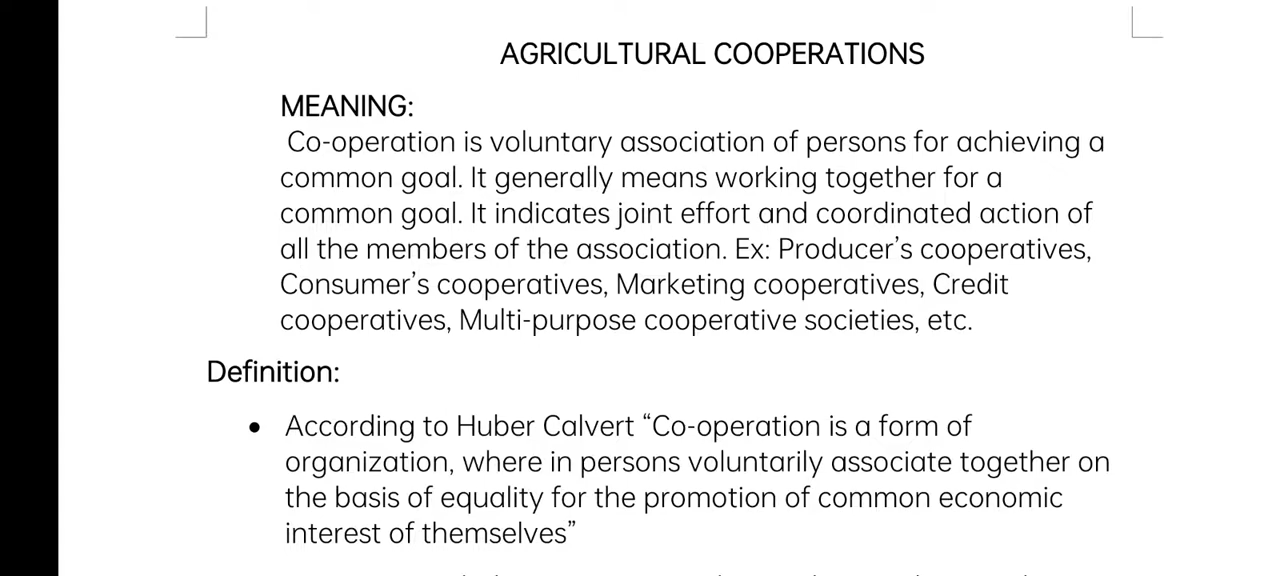 AGRICULTURAL COOPERATIONS
MEANING:
Co-operation is voluntary association of persons for achieving a
common goal. It generally means working together for a
common goal. It indicates joint effort and coordinated action of
all the members of the association. Ex: Producer’s cooperatives,
Consumer’s cooperatives, Marketing cooperatives, Credit
cooperatives, Multi-purpose cooperative societies, etc.
Definition:
• According to Huber Calvert “Co-operation is a form of
organization, where in persons voluntarily associate together on
the basis of equality for the promotion of common economic
interest of themselves”